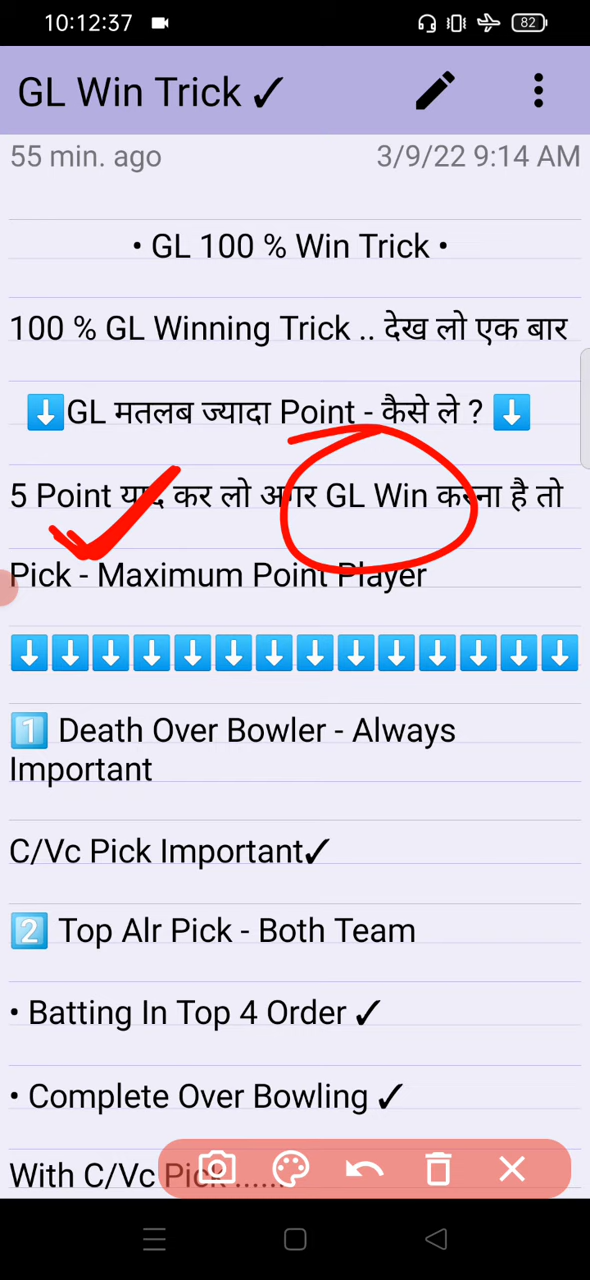 10:12:37
82
GL Win Trick ✓
55 min. ago 3/9/22 9:14 AM
• GL 100 % Win Trick •
100 % GL Winning Trick .. देख लो एक बार
⬇️GL मतलब ज्यादा Point - कैसे ले ? ⬇️
5 Point याद कर लो अगर GL Win करना है तो
Pick - Maximum Point Player
⬇️⬇️⬇️⬇️⬇️⬇️⬇️⬇️⬇️⬇️⬇️⬇️⬇️⬇️
1️⃣ Death Over Bowler - Always
Important
C/Vc Pick Important✓
2️⃣ Top Alr Pick - Both Team
• Batting In Top 4 Order ✓
• Complete Over Bowling ✓
With C/Vc Pick ......